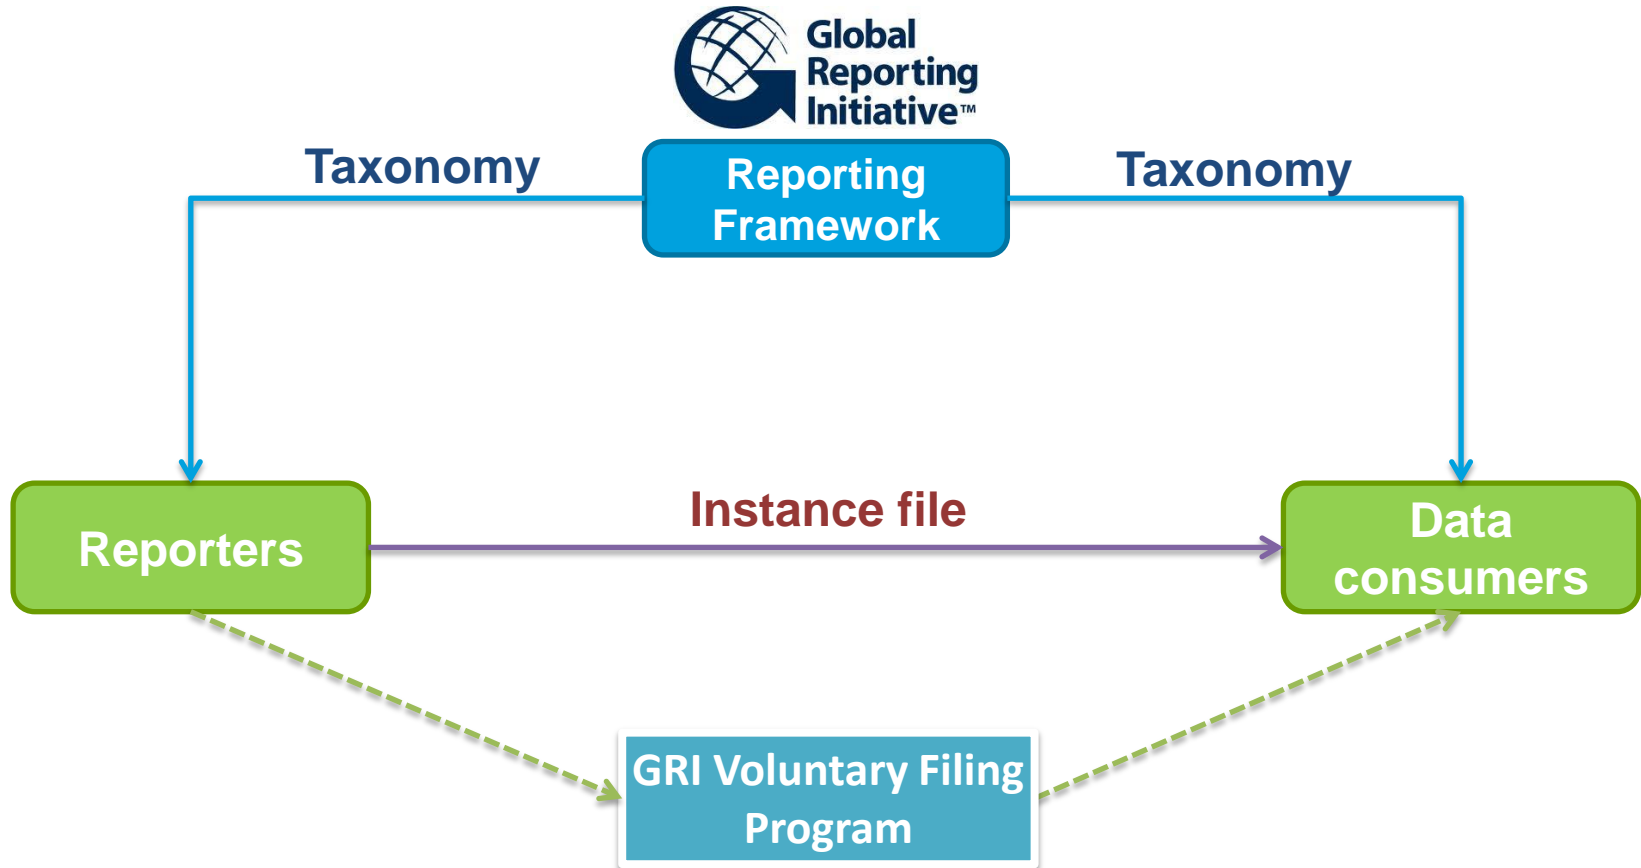 Global
Reporting
Initiative™
Taxonomy
Reporting
Framework
Taxonomy
Reporters
Instance file
Data
consumers
GRI Voluntary Filing
Program